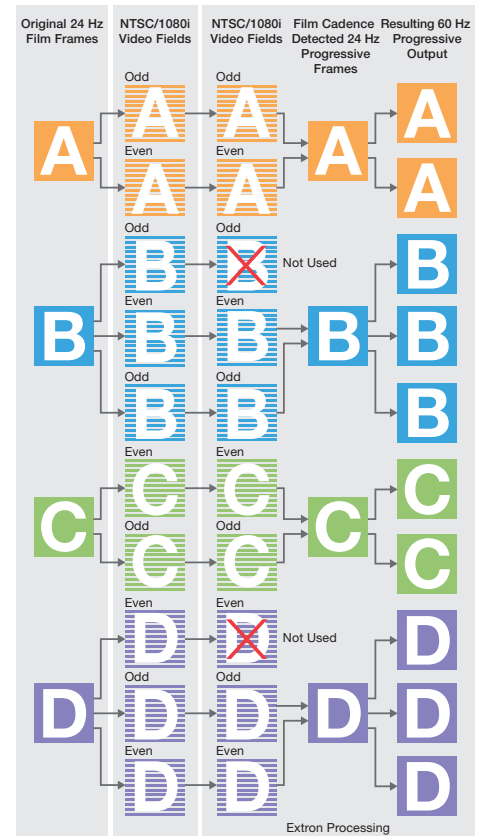 Original 24 Hz
Film Frames
NTSC/1080i
Video Fields
NTSC/1080i
Video Fields
Film Cadence
Detected 24 Hz
Progressive
Frames
Resulting 60 Hz
Progressive
Output
Odd
Odd
A
A
A
A
A
Even
Even
A
A
A
Odd
Odd
B
B
Not Used
B
Even
Even
B
B
B
B
B
Odd
Odd
B
B
B
Even
Even
C
C
C
C
C
Odd
Odd
C
C
C
Even
Even
D
D
Not Used
D
Odd
Odd
D
D
D
D
D
Even
Even
D
D
D
Extron Processing